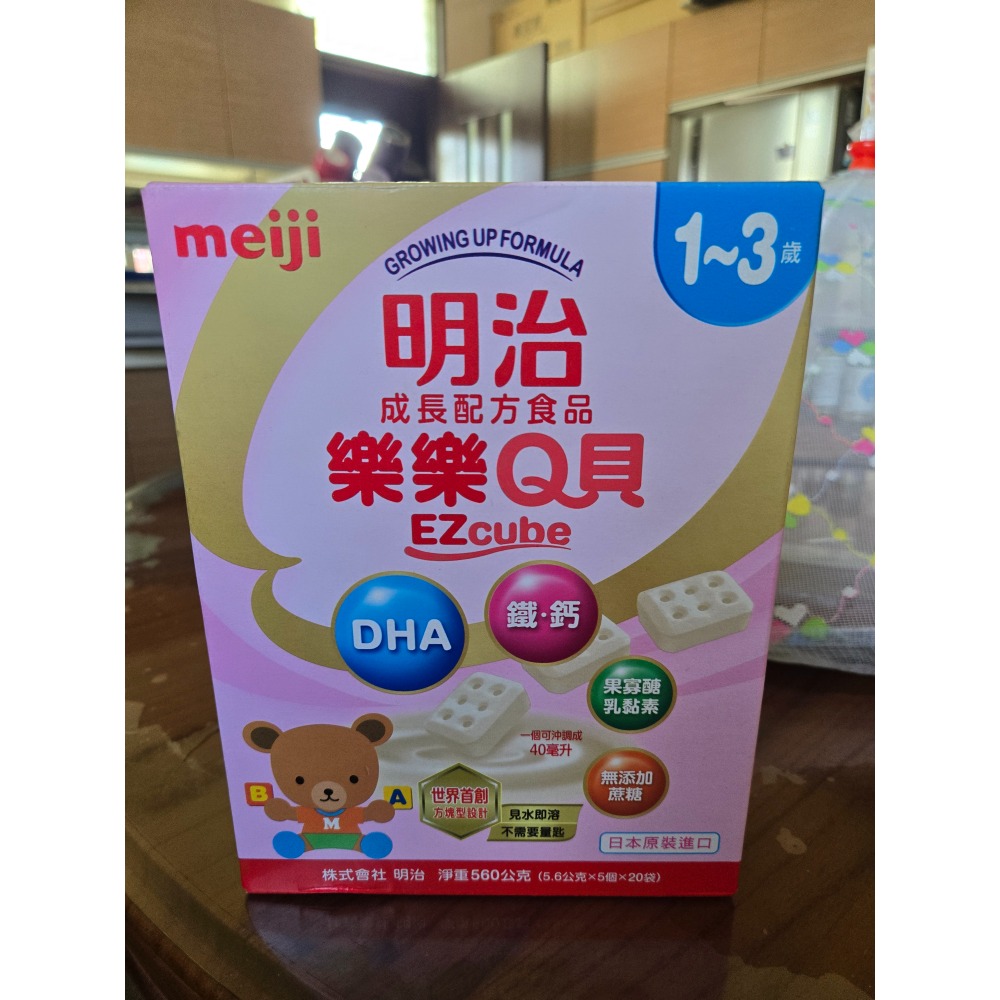 meiji
GROWING UP FORMULA
1~3歲
明治
成長配方食品
樂樂Q貝
EZcube
DHA
鐵·鈣
果寡醣
乳黏素
一個可沖調成
40毫升
無添加
蔗糖
B
A
M
世界首創
方塊型設計
見水即溶
不需要量匙
日本原裝進口
株式會社 明治 淨重560公克 (5.6公克×5個×20袋)